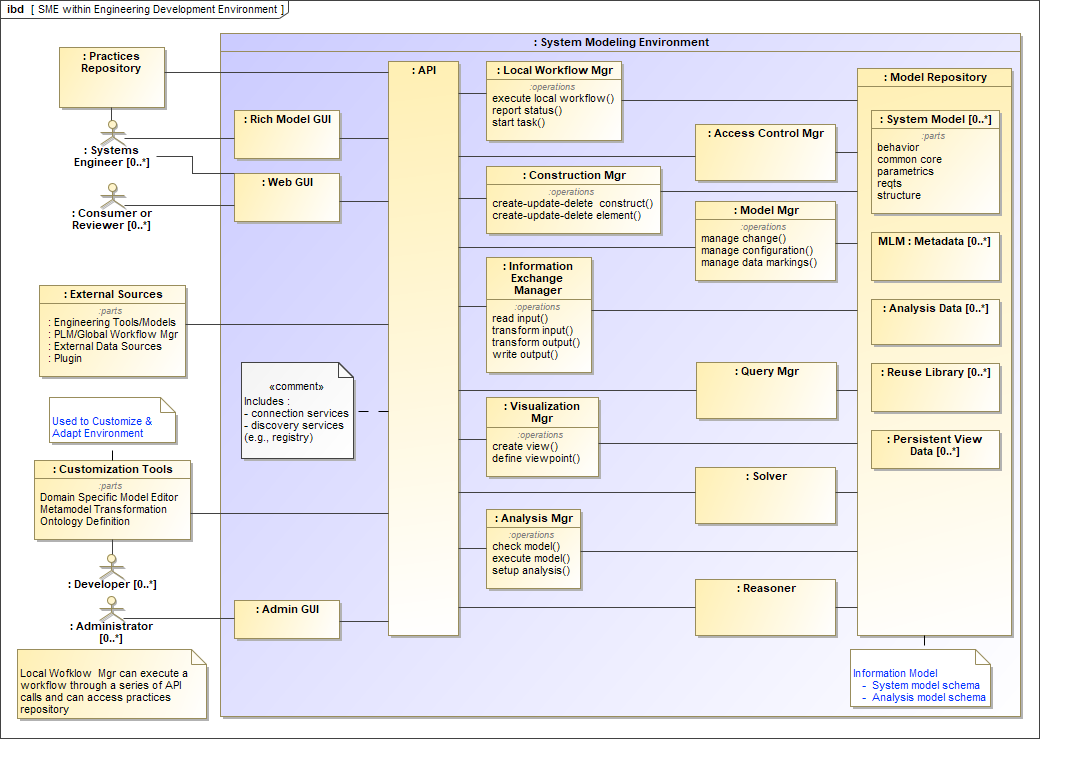 ibd [ SME within Engineering Development Environment ]
: Practices
Repository
: Systems
Engineer [0..*]
: Consumer or
Reviewer [0..*]
: External Sources
parts
: Engineering Tools/Models
: PLM/Global Workflow Mgr
: External Data Sources
: Plugin
Used to Customize &
Adapt Environment
: Customization Tools
parts
Domain Specific Model Editor
Metamodel Transformation
Ontology Definition
: Developer [0..*]
: Administrator
[0..*]
Local Wofklow  Mgr can execute a
workflow through a series of API
calls and can access practices
repository
: System Modeling Environment
: Rich Model GUI
: Web GUI
«comment»
Includes :
- connection services
- discovery services
(e.g., registry)
: Admin GUI
: API
: Local Workflow Mgr
operations
execute local workflow()
report status()
start task()
: Construction Mgr
operations
create-update-delete  construct()
create-update-delete element()
: Information
Exchange
Manager
operations
read input()
transform input()
transform output()
write output()
: Visualization
Mgr
operations
create view()
define viewpoint()
: Analysis Mgr
operations
check model()
execute model()
setup analysis()
: Access Control Mgr
: Model Mgr
operations
manage change()
manage configuration()
manage data markings()
: Query Mgr
: Solver
: Reasoner
: Model Repository
: System Model [0..*]
parts
behavior
common core
parametrics
reqts
structure
MLM : Metadata [0..*]
: Analysis Data [0..*]
: Reuse Library [0..*]
: Persistent View
Data [0..*]
Information Model
- System model schema
- Analysis model schema